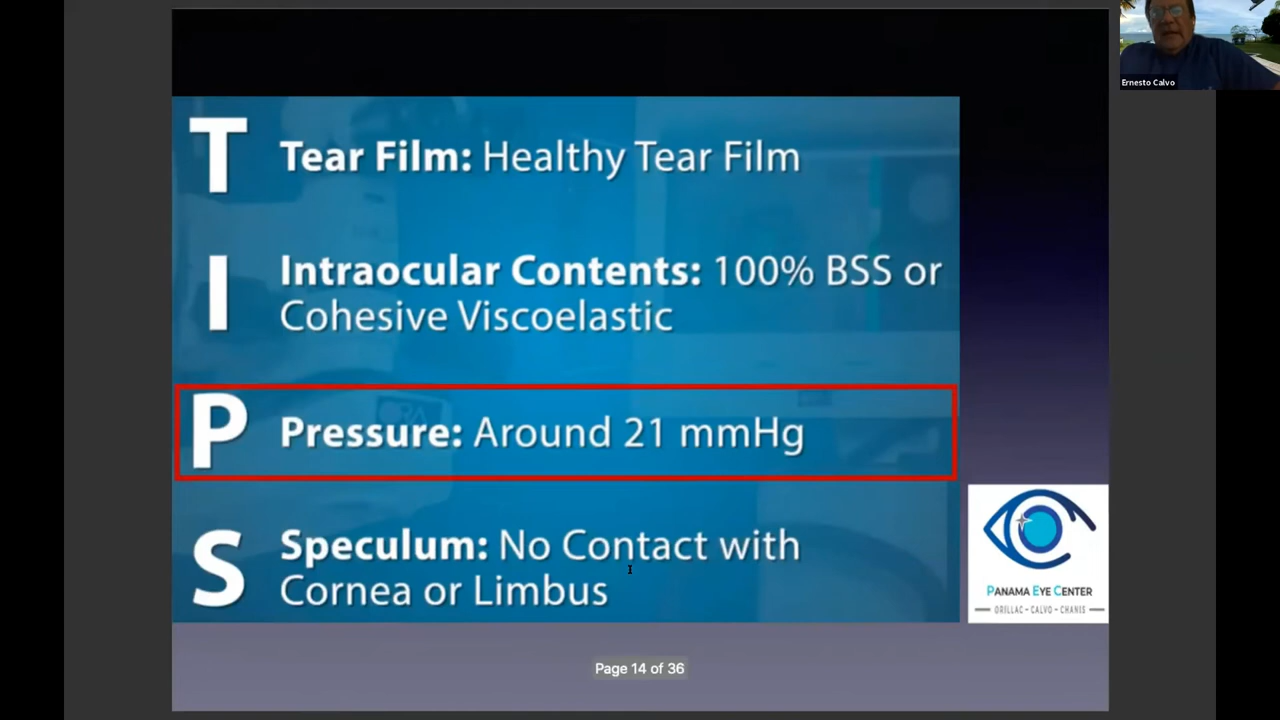 Ernesto Calvo
T
Tear Film: Healthy Tear Film
I
Intraocular Contents: 100% BSS or
Cohesive Viscoelastic
P
Pressure: Around 21 mmHg
S
Speculum: No Contact with
Cornea or Limbus
PANAMA EYE CENTER
ORILLAC - CALVO - CHANIS
Page 14 of 36